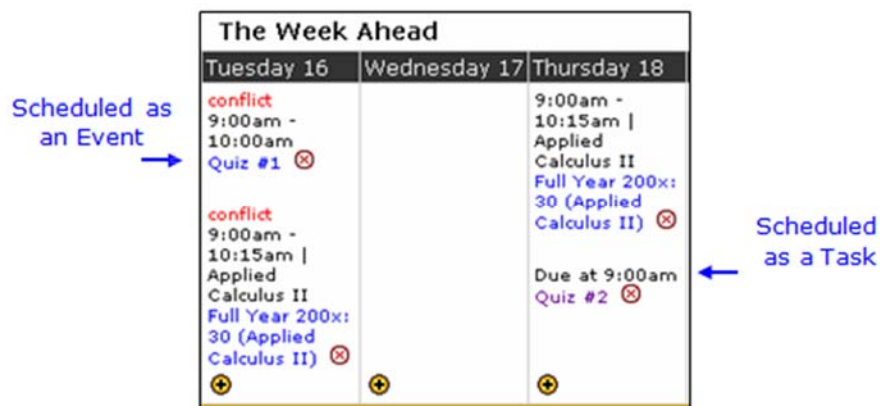 The Week Ahead
Tuesday 16
Wednesday 17
Thursday 18
Scheduled as
an Event
conflict
9:00am -
10:00am
Quiz #1
conflict
9:00am -
10:15am |
Applied
Calculus II
Full Year 200x:
30 (Applied
Calculus II)
9:00am -
10:15am |
Applied
Calculus II
Full Year 200x:
30 (Applied
Calculus II)
Due at 9:00am
Quiz #2
Scheduled
as a Task